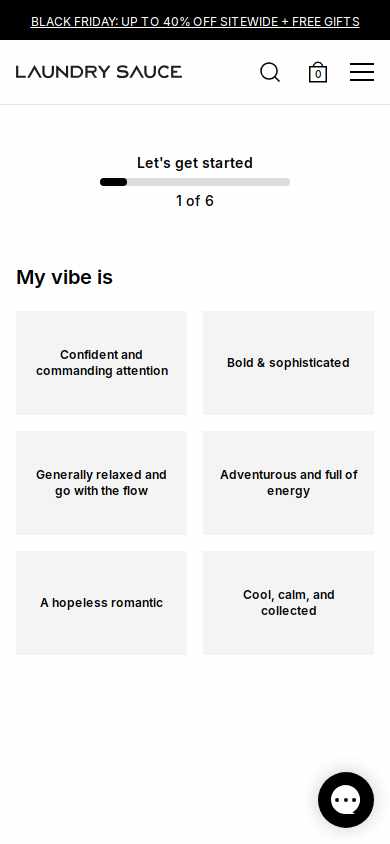 BLACK FRIDAY: UP TO 40% OFF SITEWIDE + FREE GIFTS
LAUNDRY SAUCE
0
Let's get started
1 of 6
My vibe is
Confident and
commanding attention
Bold & sophisticated
Generally relaxed and
go with the flow
Adventurous and full of
energy
A hopeless romantic
Cool, calm, and
collected